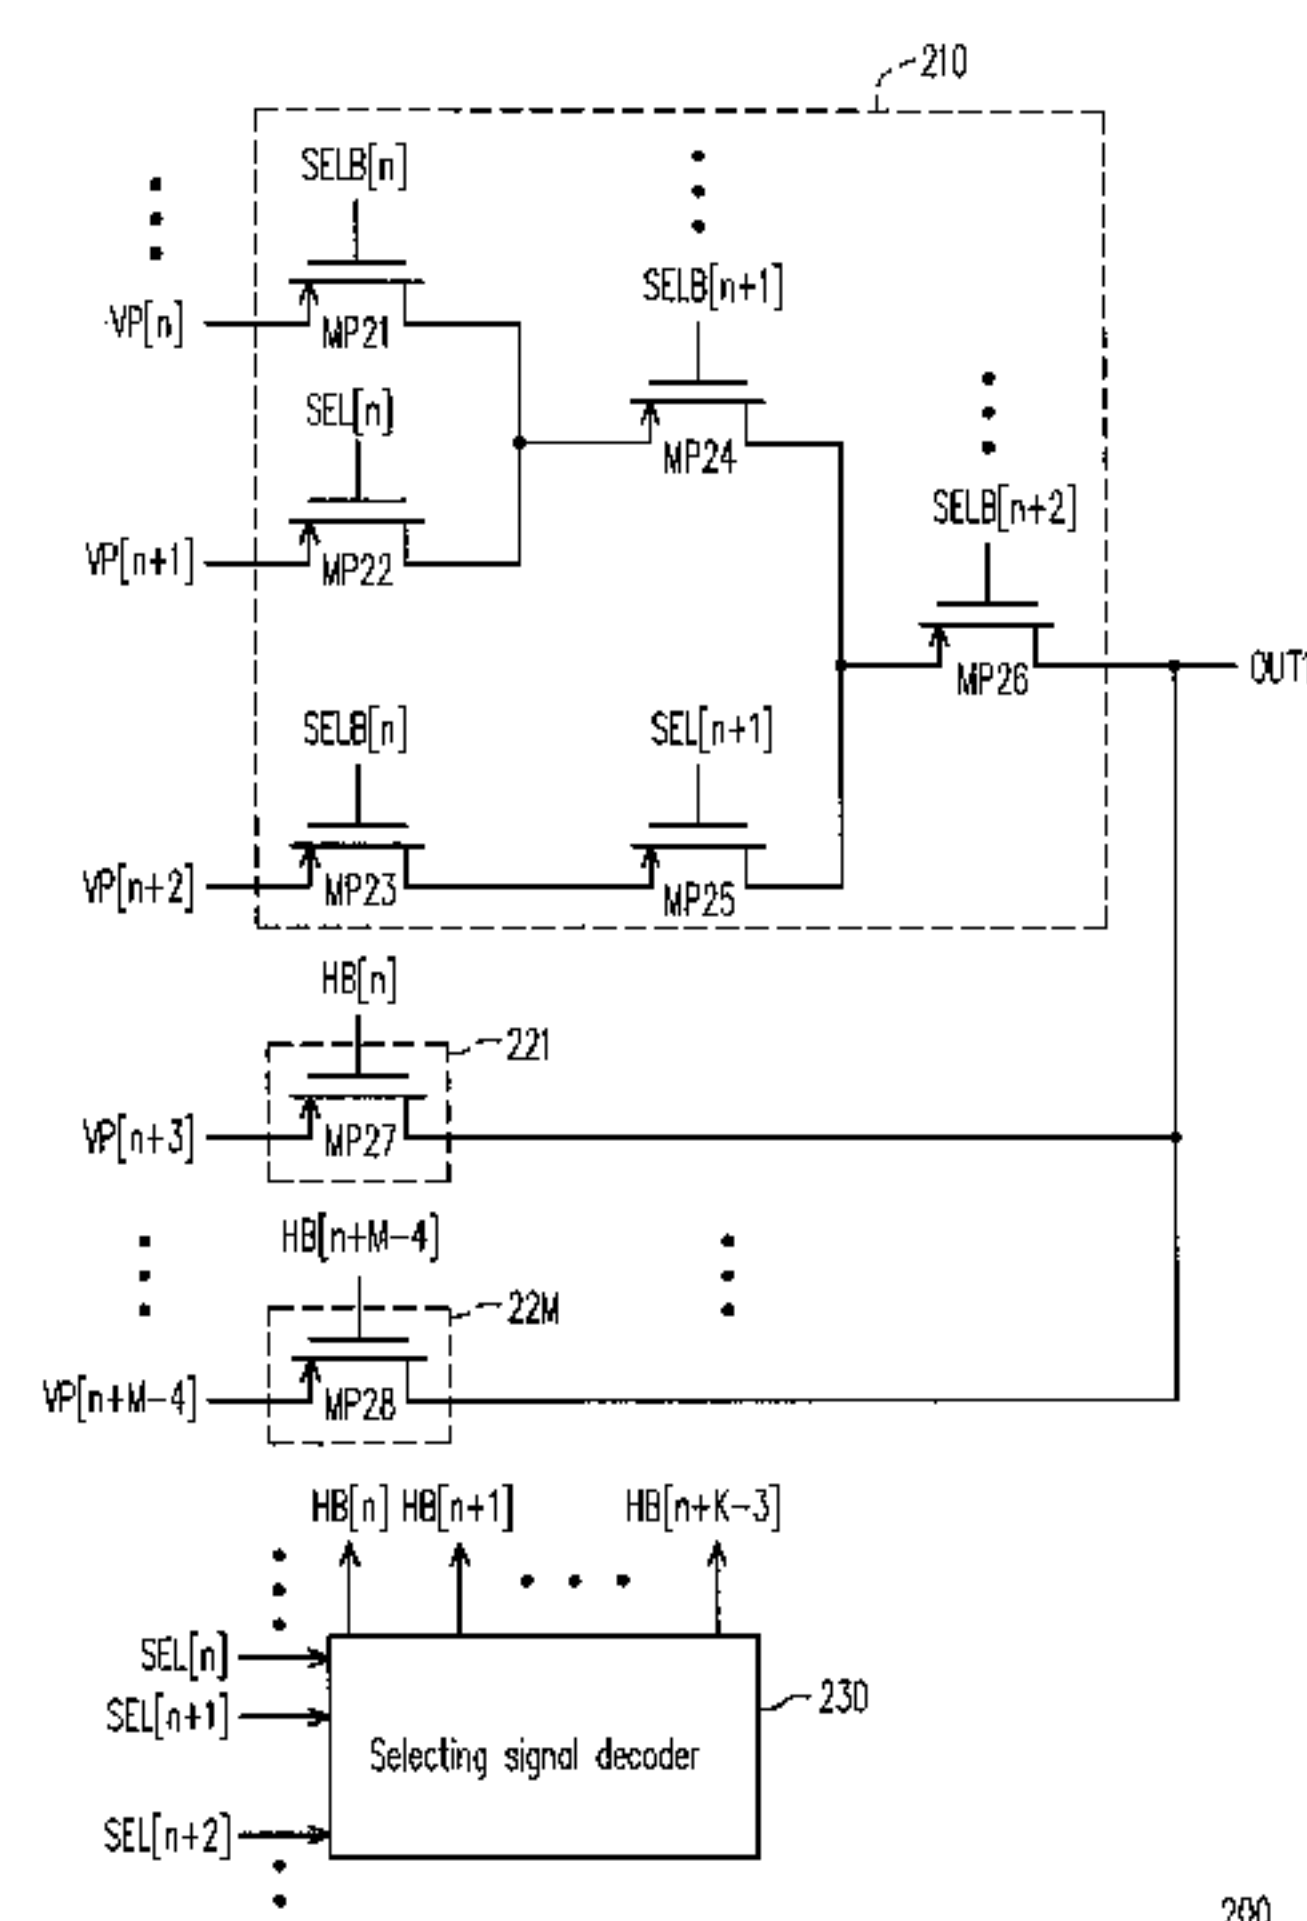 210
SELB[n]
SELB[n+1]
VP[n]
MP21
SEL[n]
MP24
SELB[n+2]
VP[n+1]
MP22
MP26
OUT1
SELB[n]
SEL[n+1]
VP[n+2]
MP23
MP25
HB[n]
221
VP[n+3]
MP27
HB[n+M-4]
22M
VP[n+M-4]
MP28
HB[n] HB[n+1] HB[n+K-3]
SEL[n]
SEL[n+1]
230
Selecting signal decoder
SEL[n+2]
200